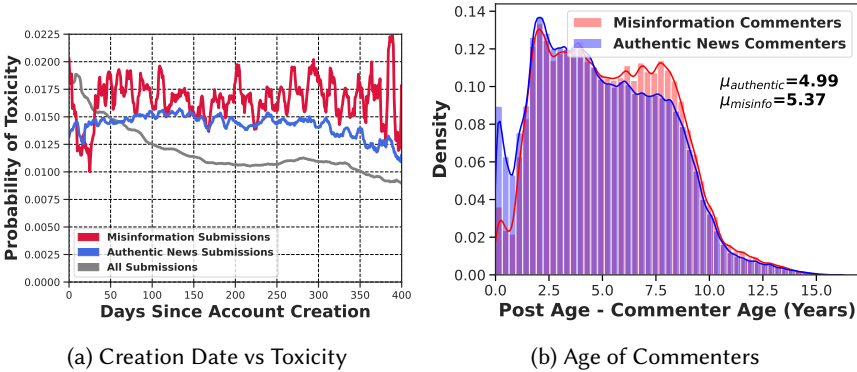 0.0225
0.0200
0.0175
0.0150
0.0125
0.0100
0.0075
0.0050
0.0025
0.0000
Probability of Toxicity
Misinformation Submissions
Authentic News Submissions
All Submissions
0 50 100 150 200 250 300 350 400
Days Since Account Creation
(a) Creation Date vs Toxicity
0.14
0.12
0.10
0.08
0.06
0.04
0.02
0.00
Density
Misinformation Commenters
Authentic News Commenters
μauthentic=4.99
μmisinfo=5.37
0.0 2.5 5.0 7.5 10.0 12.5 15.0
Post Age - Commenter Age (Years)
(b) Age of Commenters